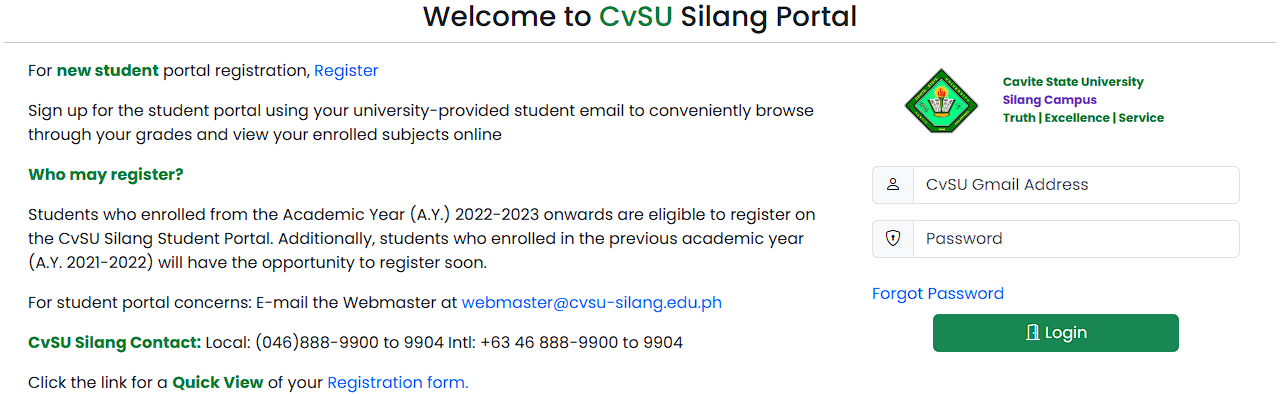 Welcome to CvSU Silang Portal
For new student portal registration, Register
Sign up for the student portal using your university-provided student email to conveniently browse
through your grades and view your enrolled subjects online
Who may register?
Students who enrolled from the Academic Year (A.Y.) 2022-2023 onwards are eligible to register on
the CvSU Silang Student Portal. Additionally, students who enrolled in the previous academic year
(A.Y. 2021-2022) will have the opportunity to register soon.
For student portal concerns: E-mail the Webmaster at webmaster@cvsu-silang.edu.ph
CvSU Silang Contact: Local: (046)888-9900 to 9904 Intl: +63 46 888-9900 to 9904
Click the link for a Quick View of your Registration form.
Cavite State University
Silang Campus
Truth | Excellence | Service
CvSU Gmail Address
Password
Forgot Password
Login